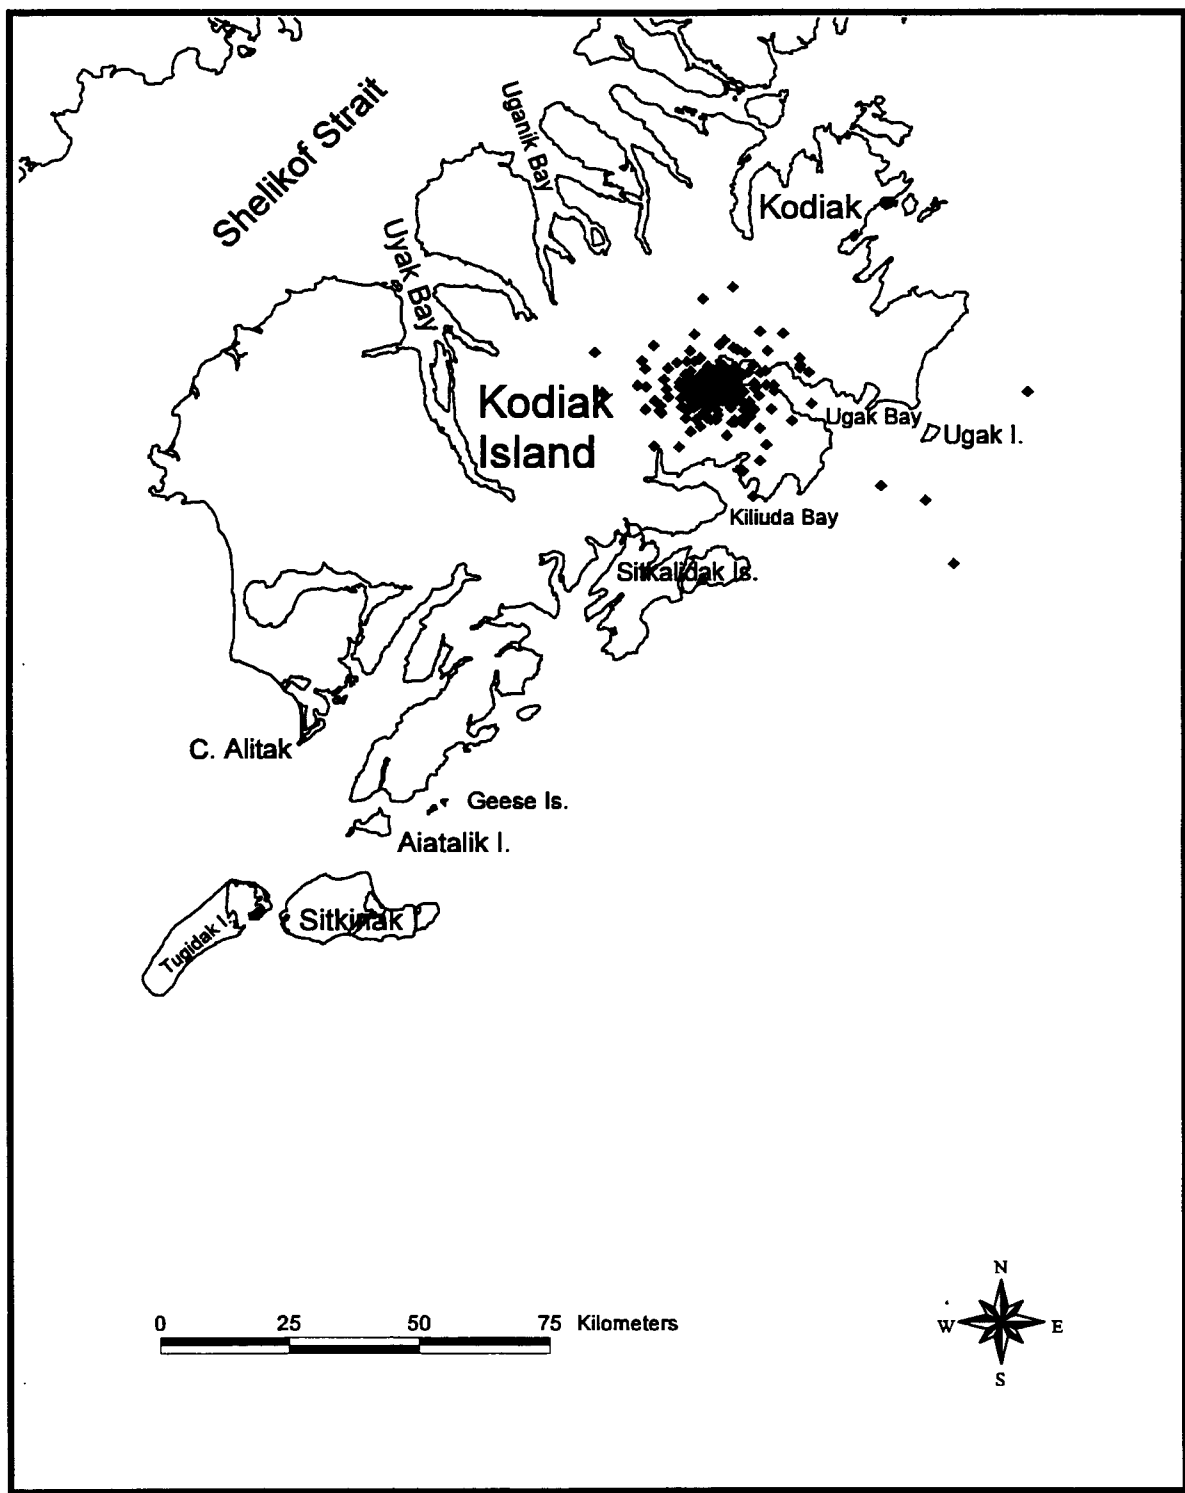 Shelikof Strait
Uganik Bay
Uyak Bay
Kodiak
Kodiak
Island
Ugak Bay
Ugak I.
Kiliuda Bay
Sitkalidak Is.
C. Alitak
Geese Is.
Aiatalik I.
Sitkinak
Tugidak I.
0 25 50 75 Kilometers
N
W E
S